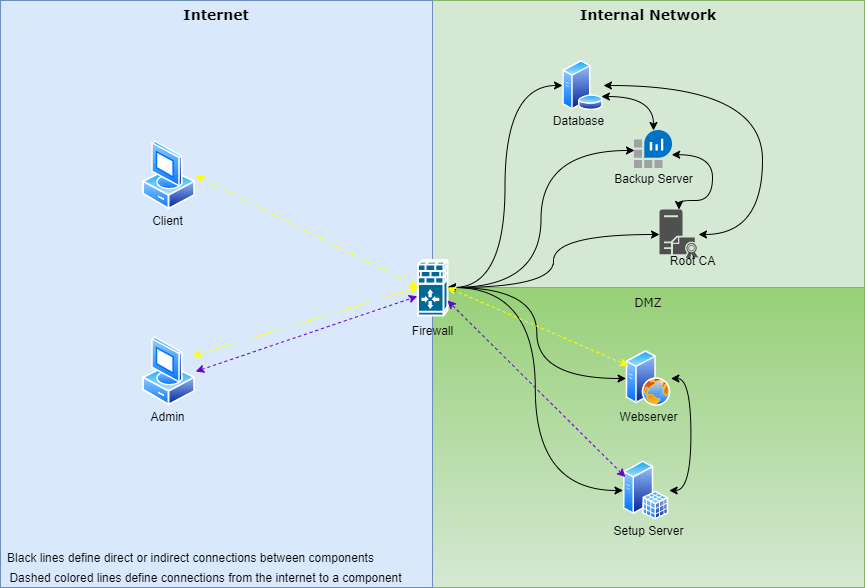 Internet
Internal Network
Database
Backup Server
Client
Root CA
DMZ
Firewall
Admin
Webserver
Setup Server
Black lines define direct or indirect connections between components
Dashed colored lines define connections from the internet to a component